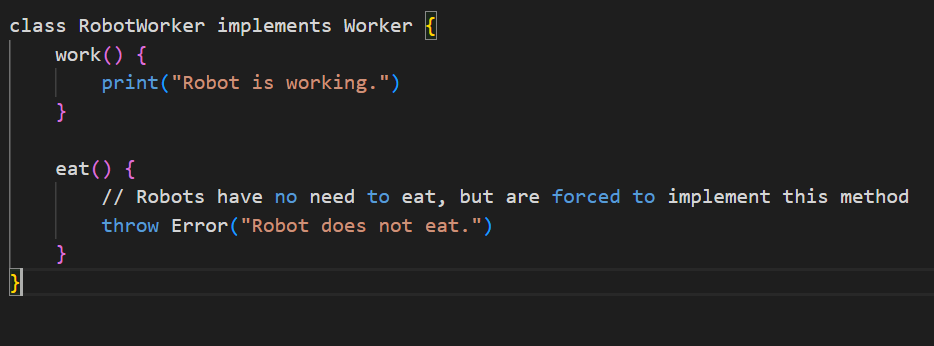 class RobotWorker implements Worker {
    work() {
        print("Robot is working.")
    }

    eat() {
        // Robots have no need to eat, but are forced to implement this method
        throw Error("Robot does not eat.")
    }
}